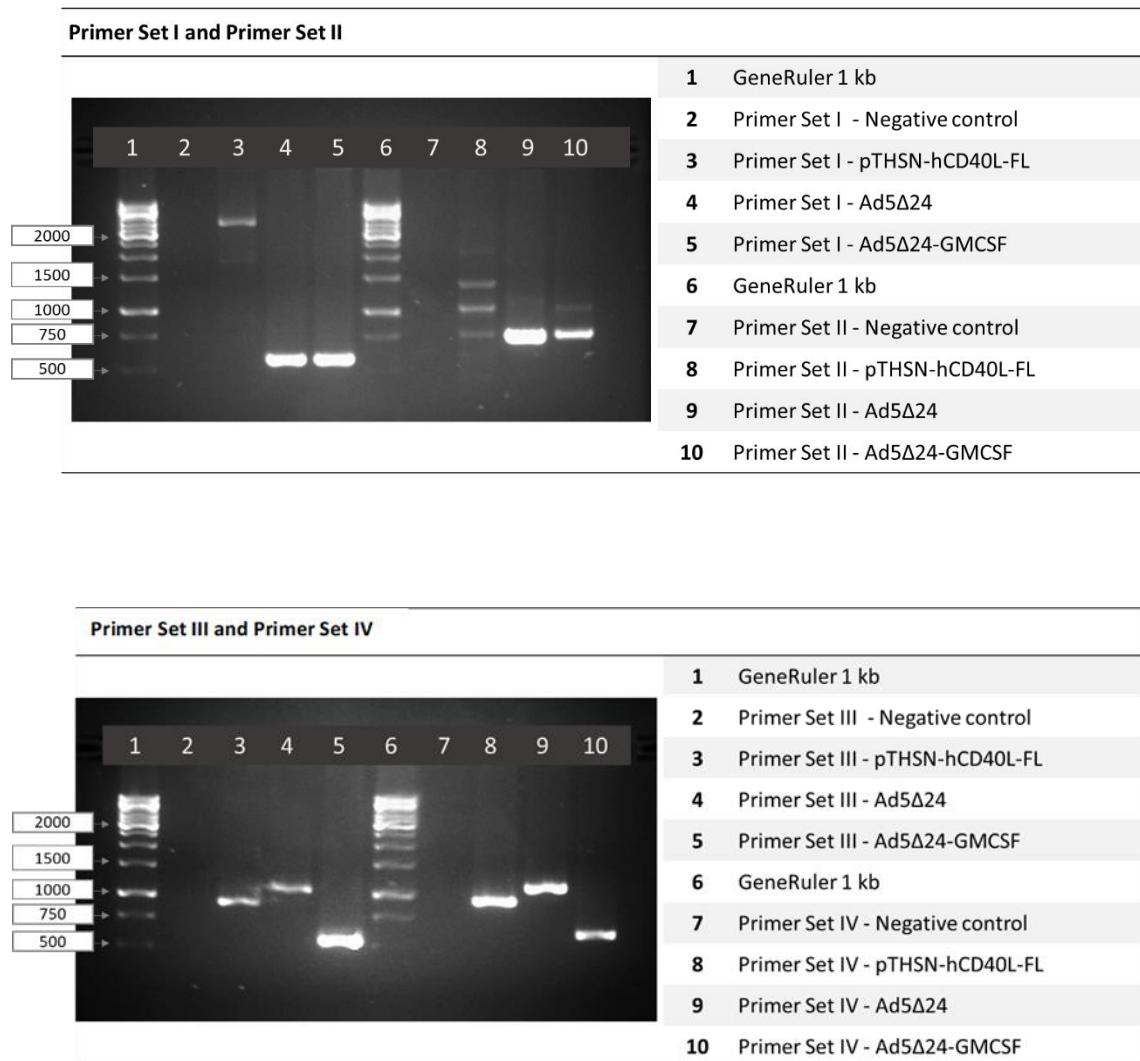 Primer Set I and Primer Set II
1 GeneRuler 1 kb
2 Primer Set I - Negative control
3 Primer Set I - pTHSN-hCD40L-FL
4 Primer Set I - Ad5Δ24
5 Primer Set I - Ad5Δ24-GMCSF
6 GeneRuler 1 kb
7 Primer Set II - Negative control
8 Primer Set II - pTHSN-hCD40L-FL
9 Primer Set II - Ad5Δ24
10 Primer Set II - Ad5Δ24-GMCSF
1 2 3 4 5 6 7 8 9 10
2000
1500
1000
750
500
Primer Set III and Primer Set IV
1 GeneRuler 1 kb
2 Primer Set III - Negative control
3 Primer Set III - pTHSN-hCD40L-FL
4 Primer Set III - Ad5Δ24
5 Primer Set III - Ad5Δ24-GMCSF
6 GeneRuler 1 kb
7 Primer Set IV - Negative control
8 Primer Set IV - pTHSN-hCD40L-FL
9 Primer Set IV - Ad5Δ24
10 Primer Set IV - Ad5Δ24-GMCSF
1 2 3 4 5 6 7 8 9 10
2000
1500
1000
750
500